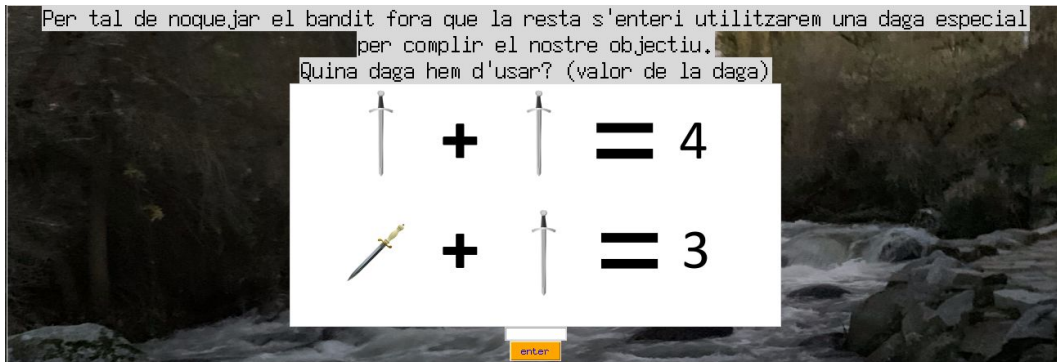 Per tal de noquejar el bandit fora que la resta s'enteri utilitzarem una daga especial
per complir el nostre objectiu.
Quina daga hem d'usar? (valor de la daga)
+ = 4
+ = 3
enter